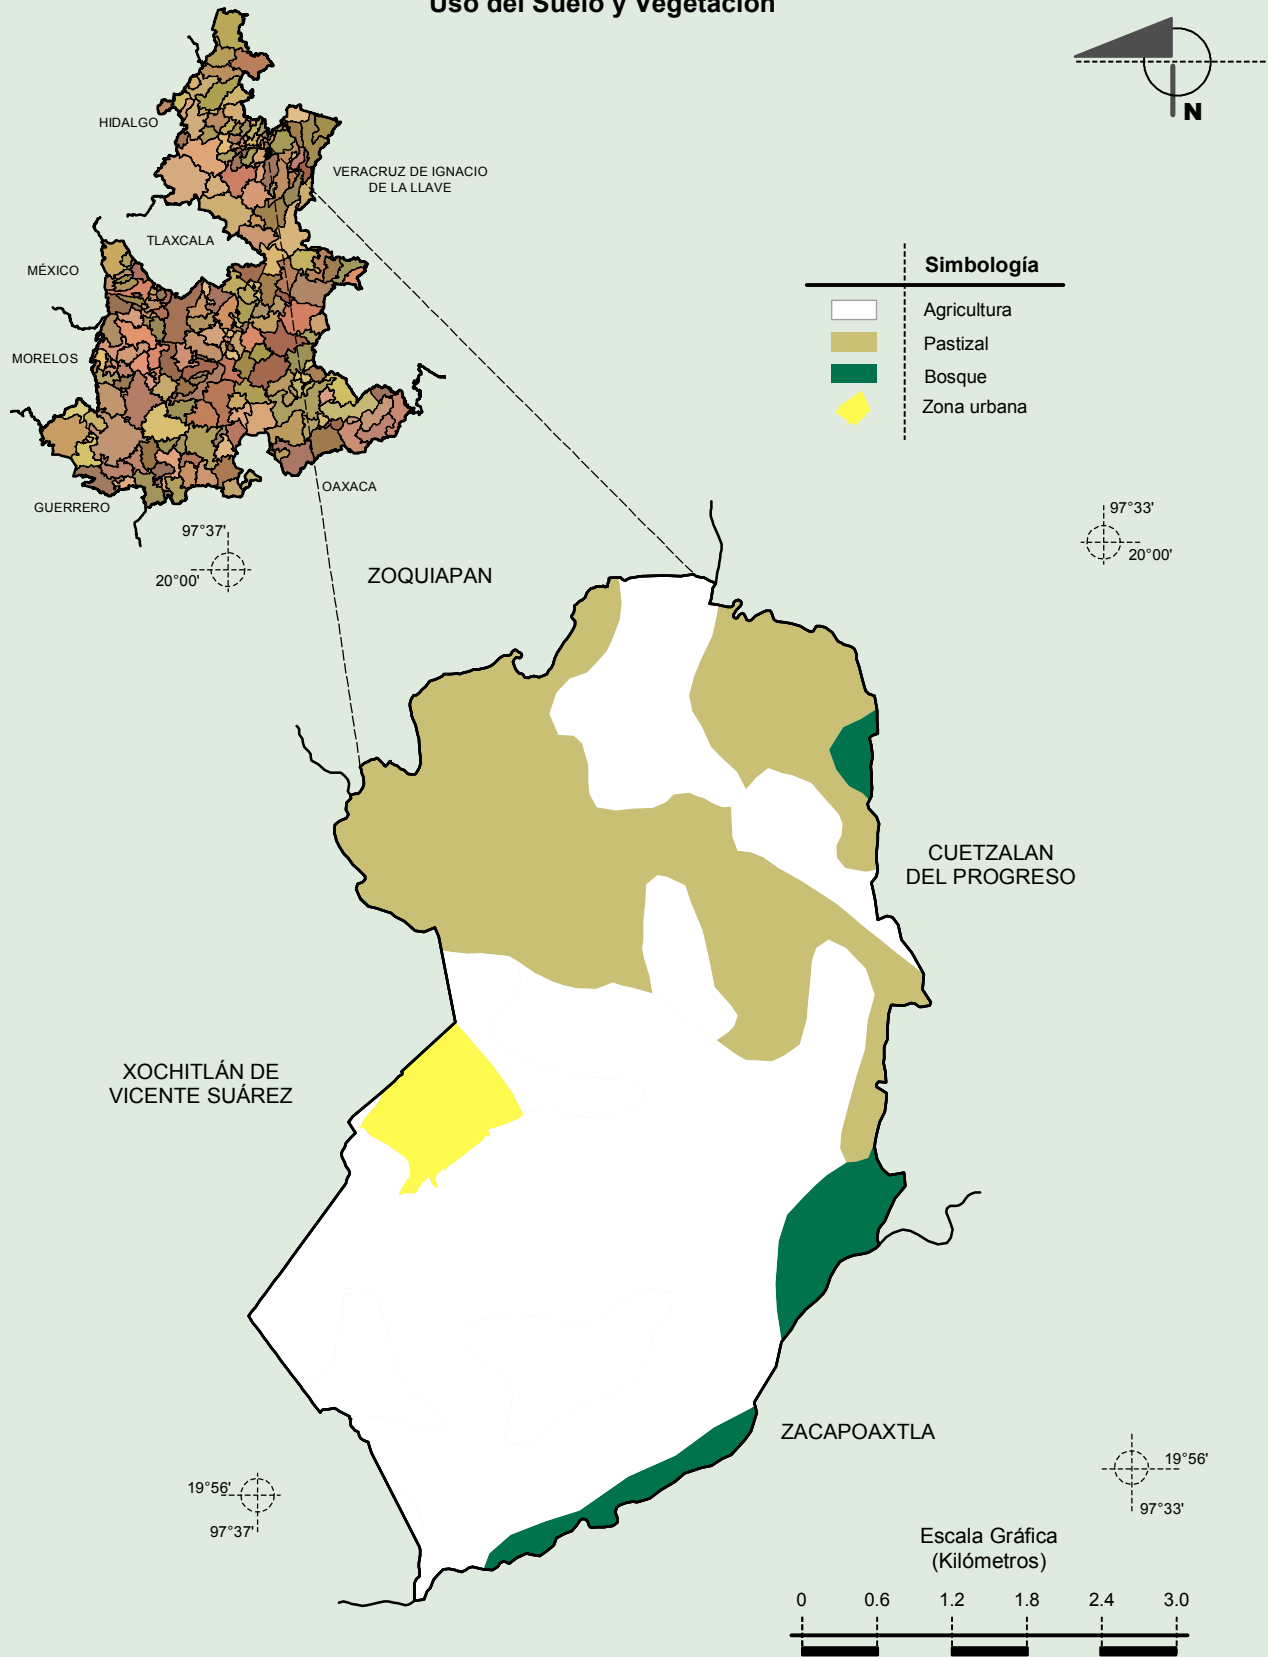 Uso del Suelo y Vegetación
N
HIDALGO
VERACRUZ DE IGNACIO
DE LA LLAVE
TLAXCALA
MÉXICO
MORELOS
GUERRERO
OAXACA
Simbología
Agricultura
Pastizal
Bosque
Zona urbana
97°37'
20°00'
97°33'
20°00'
ZOQUIAPAN
CUETZALAN
DEL PROGRESO
XOCHITLÁN DE
VICENTE SUÁREZ
ZACAPOAXTLA
19°56'
97°37'
19°56'
97°33'
Escala Gráfica
(Kilómetros)
0 0.6 1.2 1.8 2.4 3.0